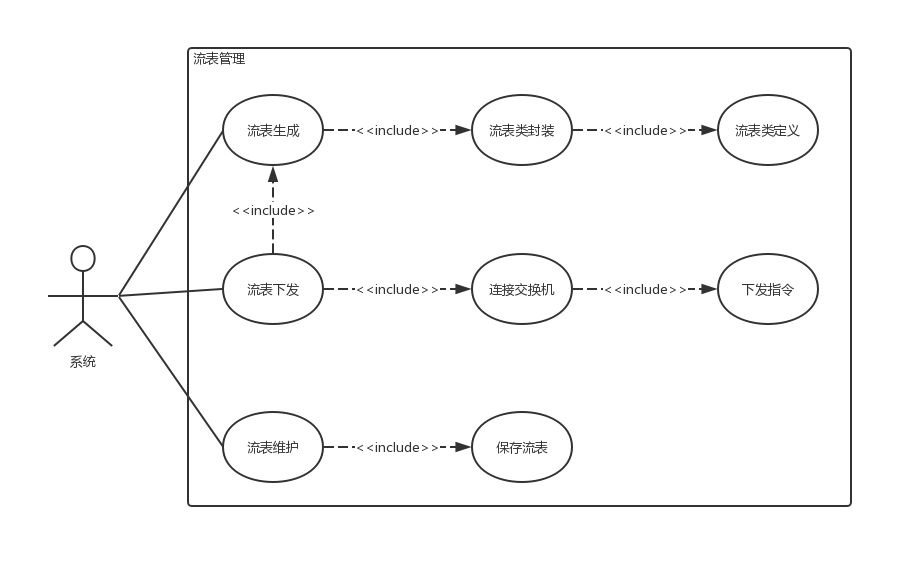 流表管理
流表生成
<<include>>
流表类封装
<<include>>
流表类定义
<<include>>
流表下发
<<include>>
连接交换机
<<include>>
下发指令
系统
流表维护
<<include>>
保存流表